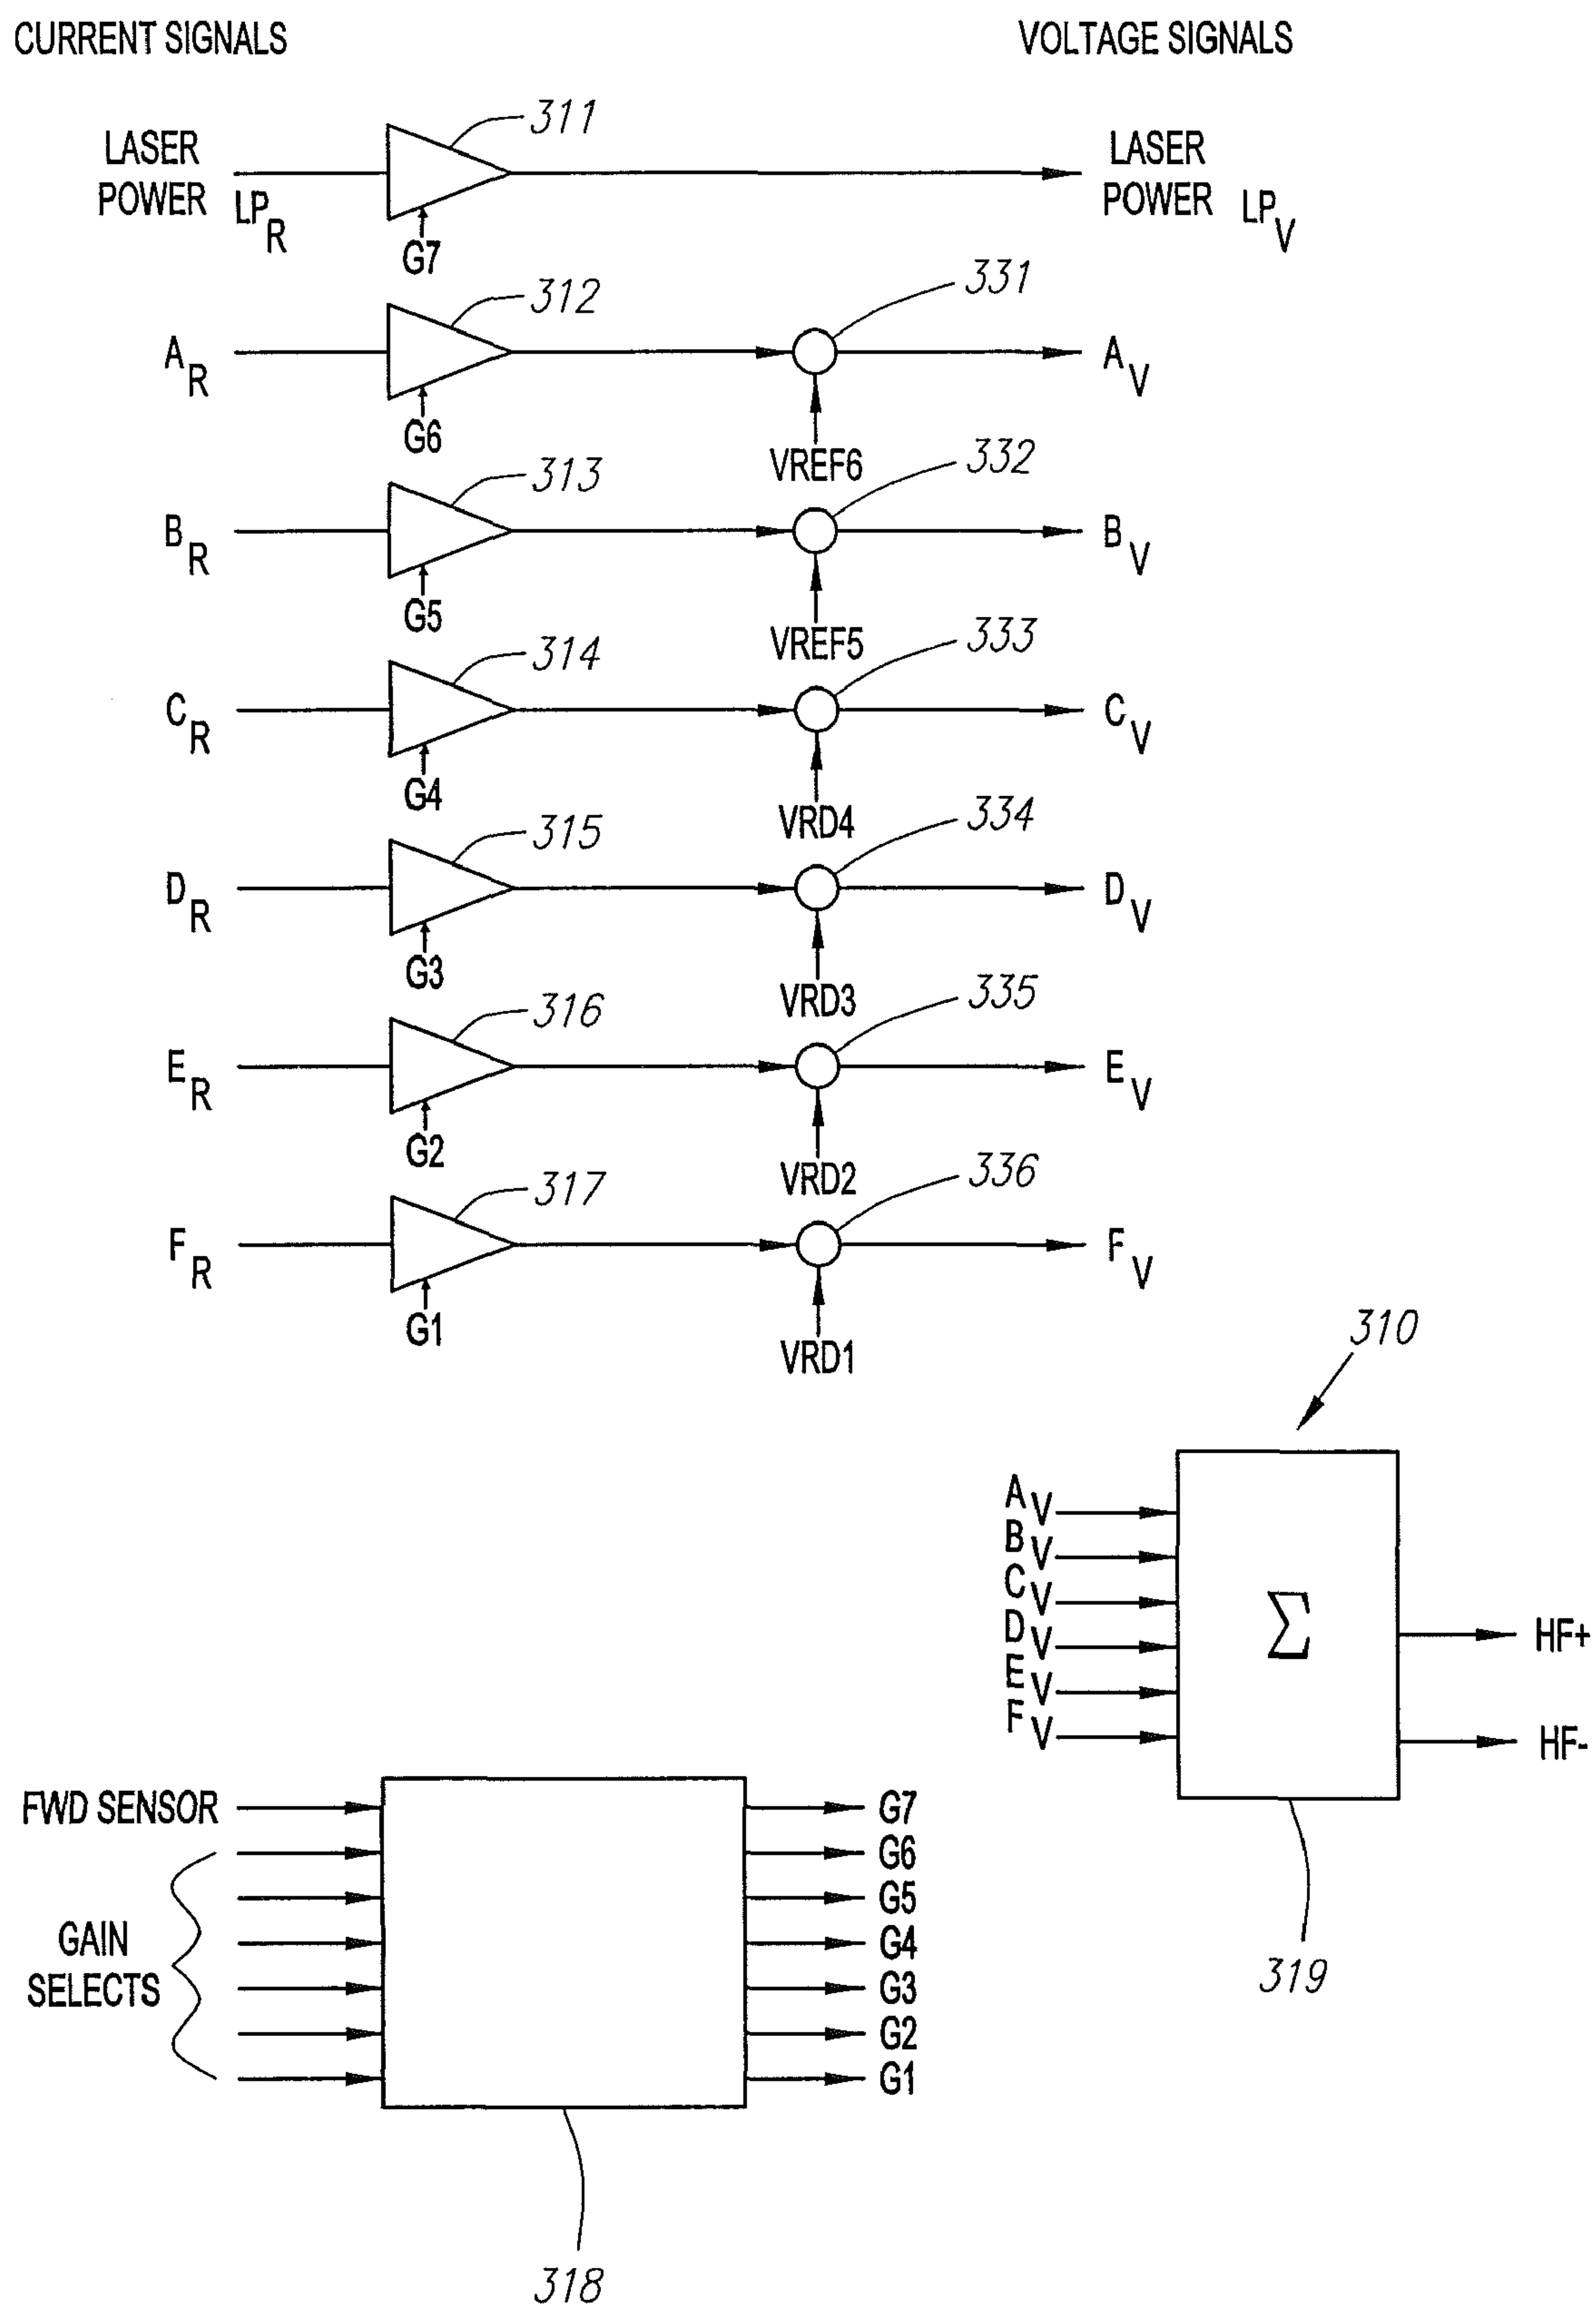 CURRENT SIGNALS
VOLTAGE SIGNALS
LASER
POWER
LP R
311
G7
LASER
POWER
LP V
A R
312
G6
331
VREF6
A V
B R
313
G5
332
VREF5
B V
C R
314
G4
333
VRD4
C V
D R
315
G3
334
VRD3
D V
E R
316
G2
335
VRD2
E V
F R
317
G1
336
VRD1
F V
310
A V
B V
C V
D V
E V
F V
Σ
HF+
HF-
319
FWD SENSOR
GAIN
SELECTS
G7
G6
G5
G4
G3
G2
G1
318